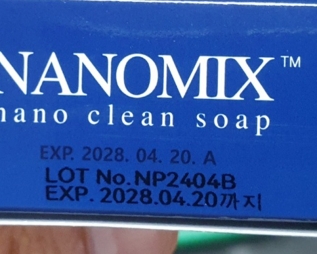 NANOMIX™
nano clean soap
EXP. 2028. 04. 20. A
LOT No.NP2404B
EXP. 2028.04.20까지